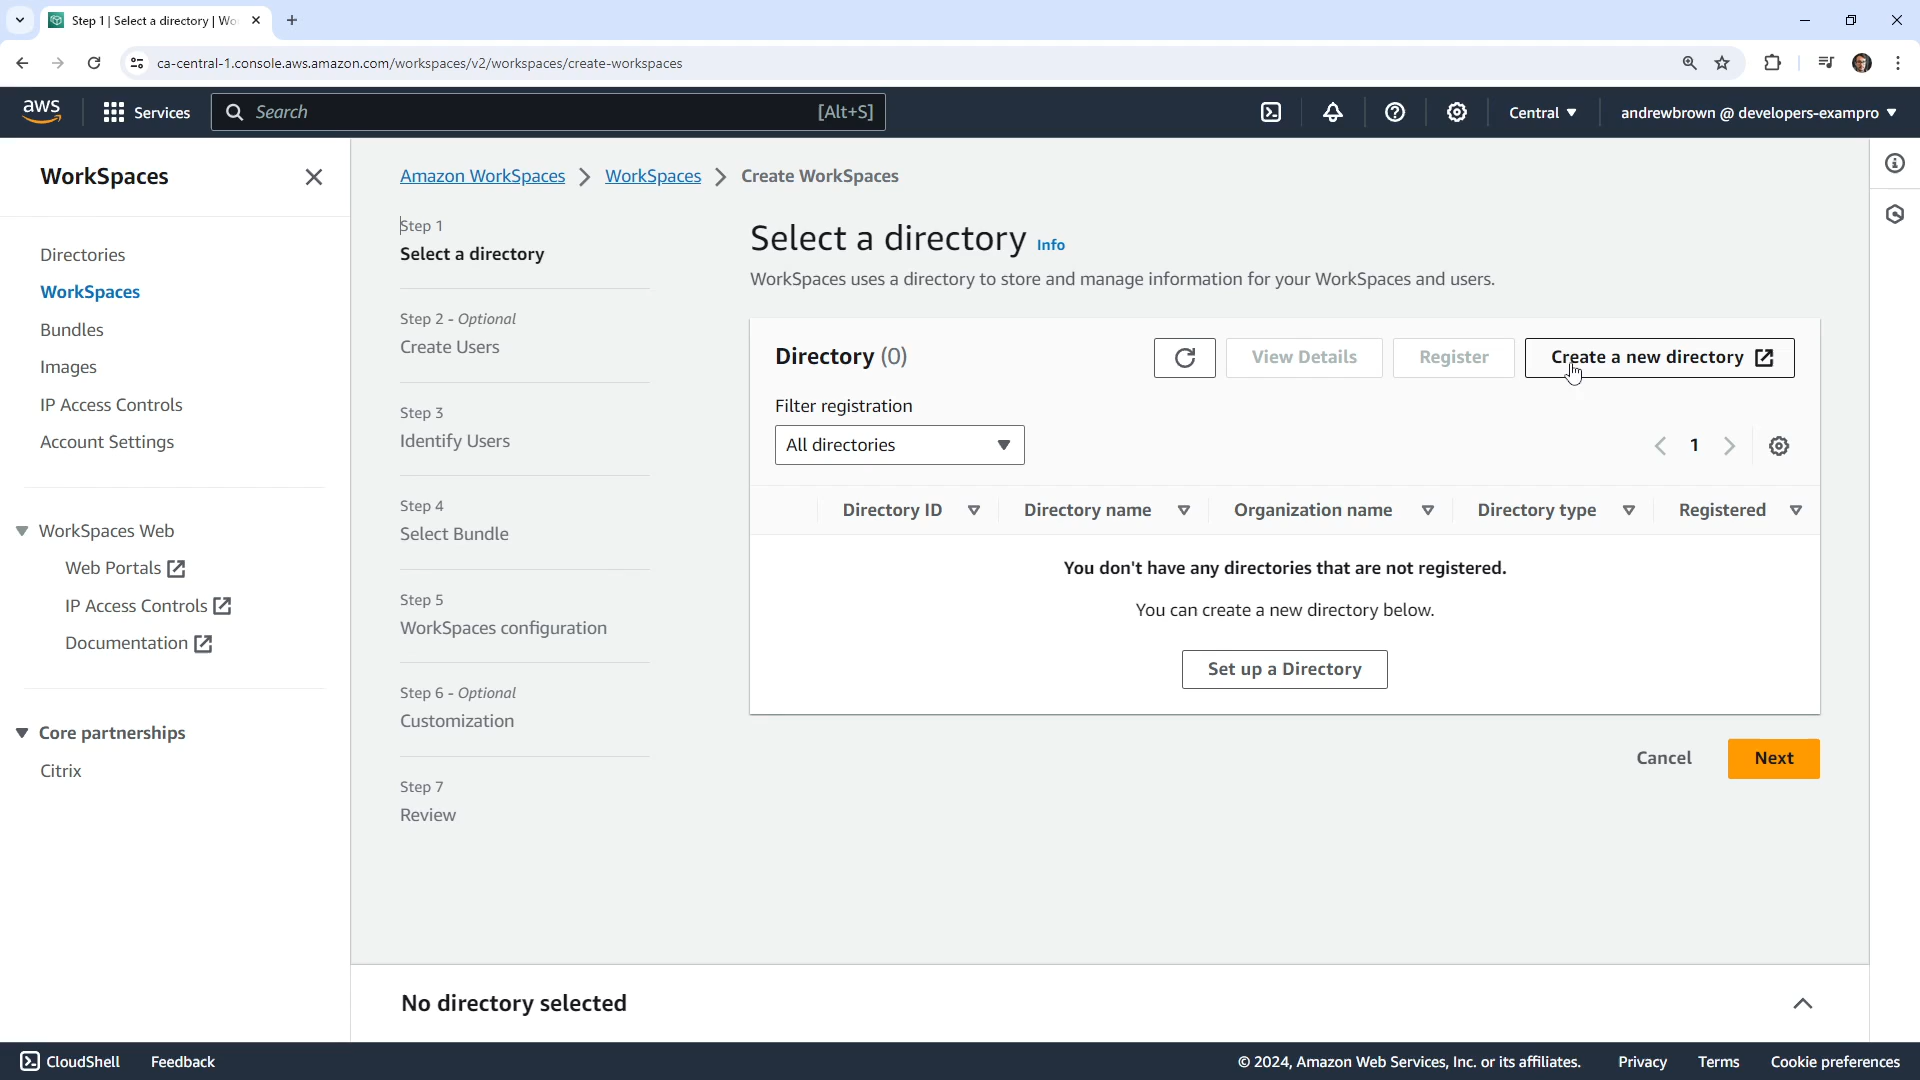 Step 1 | Select a directory | Wo
ca-central-1.console.aws.amazon.com/workspaces/v2/workspaces/create-workspaces
aws
Services
Search
[Alt+S]
Central
andrewbrown @ developers-exampro
WorkSpaces
Directories
WorkSpaces
Bundles
Images
IP Access Controls
Account Settings
WorkSpaces Web
Web Portals
IP Access Controls
Documentation
Core partnerships
Citrix
Amazon WorkSpaces
WorkSpaces
Create WorkSpaces
Step 1
Select a directory
Step 2 - Optional
Create Users
Step 3
Identify Users
Step 4
Select Bundle
Step 5
WorkSpaces configuration
Step 6 - Optional
Customization
Step 7
Review
Select a directory Info
WorkSpaces uses a directory to store and manage information for your WorkSpaces and users.
Directory (0)
View Details
Register
Create a new directory
Filter registration
All directories
1
Directory ID
Directory name
Organization name
Directory type
Registered
You don't have any directories that are not registered.
You can create a new directory below.
Set up a Directory
Cancel
Next
No directory selected
CloudShell
Feedback
© 2024, Amazon Web Services, Inc. or its affiliates.
Privacy
Terms
Cookie preferences